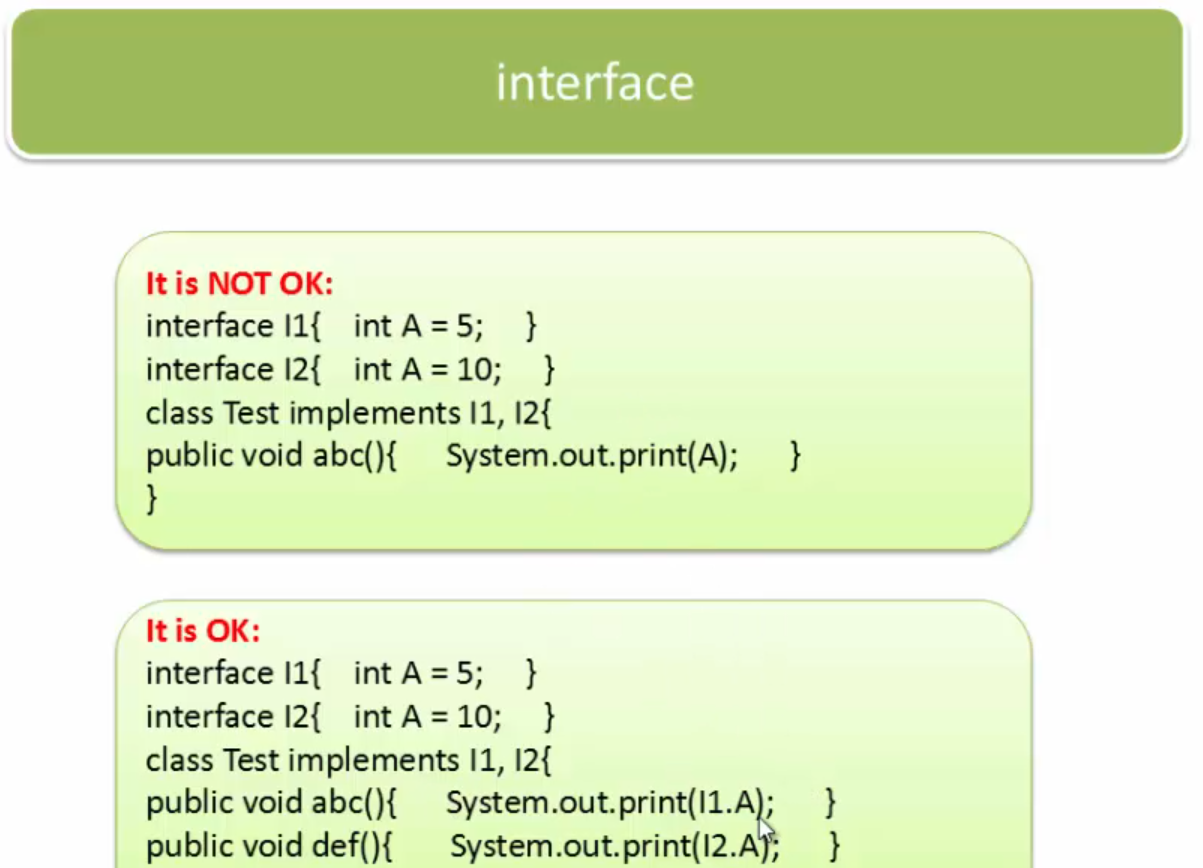 interface
It is NOT OK:
interface I1{    int A = 5;     }
interface I2{    int A = 10;     }
class Test implements I1, I2{
public void abc(){      System.out.print(A);      }
}
It is OK:
interface I1{    int A = 5;     }
interface I2{    int A = 10;     }
class Test implements I1, I2{
public void abc(){      System.out.print(I1.A);      }
public void def(){       System.out.print(I2.A);      }